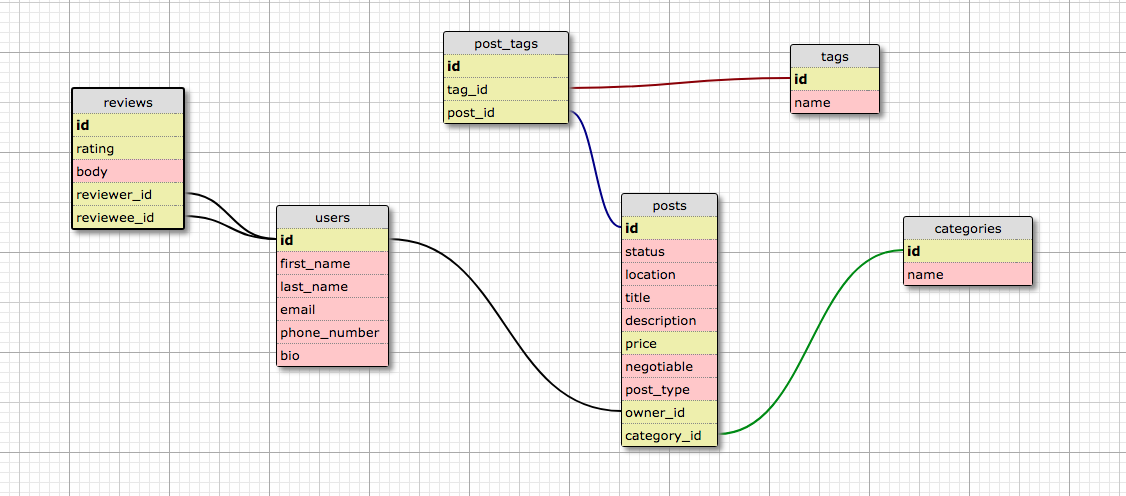 post_tags
id
tag_id
post_id
tags
id
name
reviews
id
rating
body
reviewer_id
reviewee_id
users
id
first_name
last_name
email
phone_number
bio
posts
id
status
location
title
description
price
negotiable
post_type
owner_id
category_id
categories
id
name